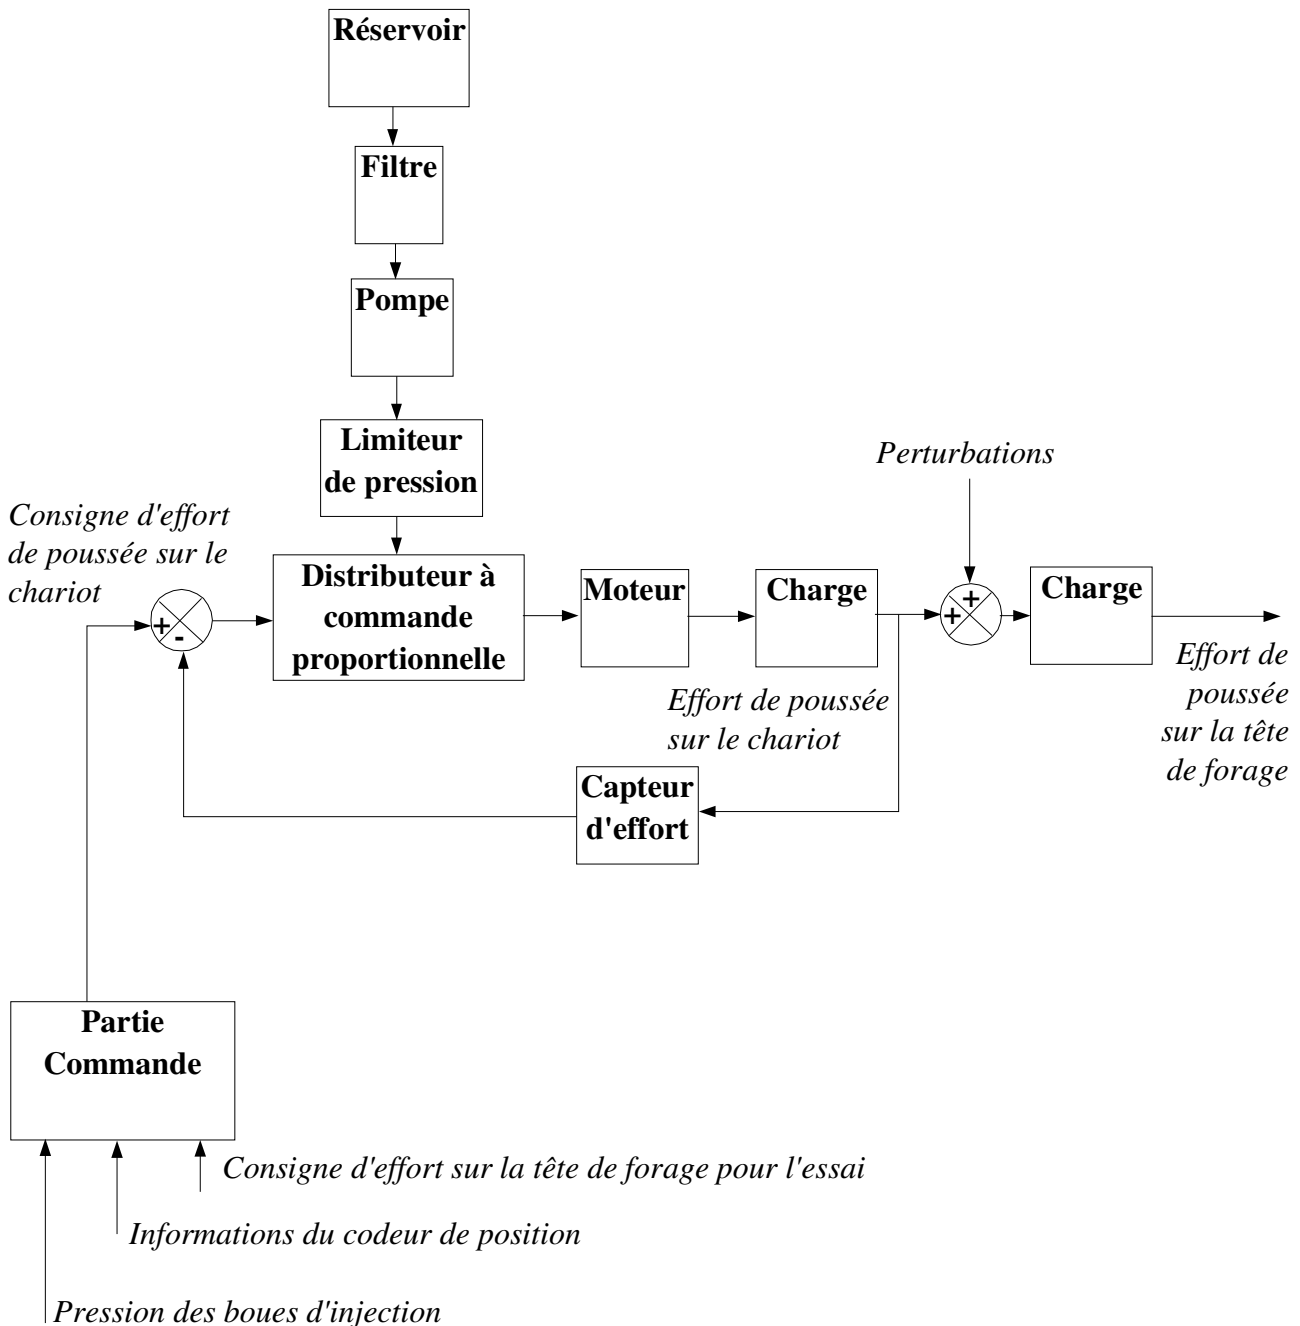 Réservoir
Filtre
Pompe
Limiteur
de pression
Perturbations
Consigne d'effort
de poussée sur le
chariot
Distributeur à
commande
proportionnelle
Moteur
Charge
Charge
+
-
+
+
Effort de poussée
sur le chariot
Effort de
poussée
sur la tête
de forage
Capteur
d'effort
Partie
Commande
Consigne d'effort sur la tête de forage pour l'essai
Informations du codeur de position
Pression des boues d'injection